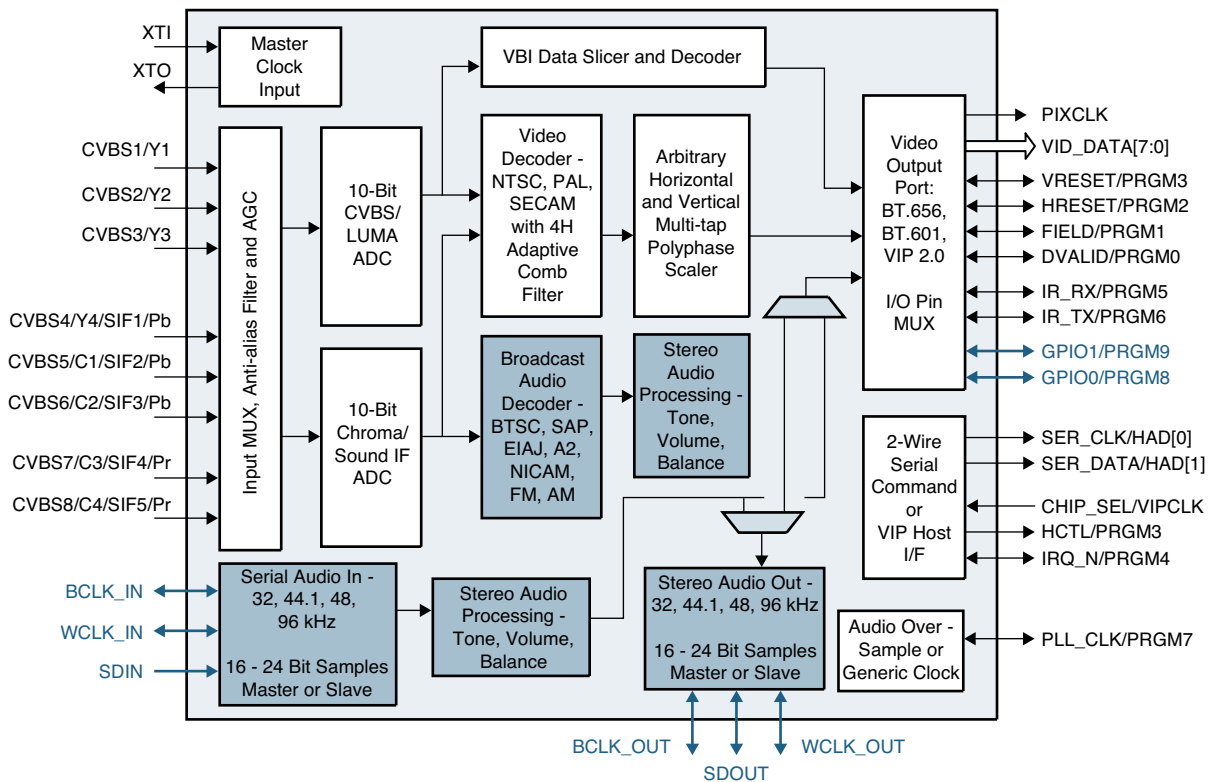 XTI
XTO
Master
Clock
Input
VBI Data Slicer and Decoder
CVBS1/Y1
CVBS2/Y2
CVBS3/Y3
CVBS4/Y4/SIF1/Pb
CVBS5/C1/SIF2/Pb
CVBS6/C2/SIF3/Pb
CVBS7/C3/SIF4/Pr
CVBS8/C4/SIF5/Pr
Input MUX, Anti-alias Filter and AGC
10-Bit
CVBS/
LUMA
ADC
10-Bit
Chroma/
Sound IF
ADC
Video
Decoder -
NTSC, PAL,
SECAM
with 4H
Adaptive
Comb
Filter
Arbitrary
Horizontal
and Vertical
Multi-tap
Polyphase
Scaler
Broadcast
Audio
Decoder -
BTSC, SAP,
EIAJ, A2,
NICAM,
FM, AM
Stereo
Audio
Processing -
Tone,
Volume,
Balance
Video
Output
Port:
BT.656,
BT.601,
VIP 2.0
I/O Pin
MUX
PIXCLK
VID_DATA[7:0]
VRESET/PRGM3
HRESET/PRGM2
FIELD/PRGM1
DVALID/PRGM0
IR_RX/PRGM5
IR_TX/PRGM6
GPIO1/PRGM9
GPIO0/PRGM8
2-Wire
Serial
Command
or
VIP Host
I/F
SER_CLK/HAD[0]
SER_DATA/HAD[1]
CHIP_SEL/VIPCLK
HCTL/PRGM3
IRQ_N/PRGM4
BCLK_IN
WCLK_IN
SDIN
Serial Audio In -
32, 44.1, 48,
96 kHz
16 - 24 Bit Samples
Master or Slave
Stereo Audio
Processing -
Tone, Volume,
Balance
Stereo Audio Out -
32, 44.1, 48, 96 kHz
16 - 24 Bit Samples
Master or Slave
Audio Over -
Sample or
Generic Clock
PLL_CLK/PRGM7
BCLK_OUT
SDOUT
WCLK_OUT